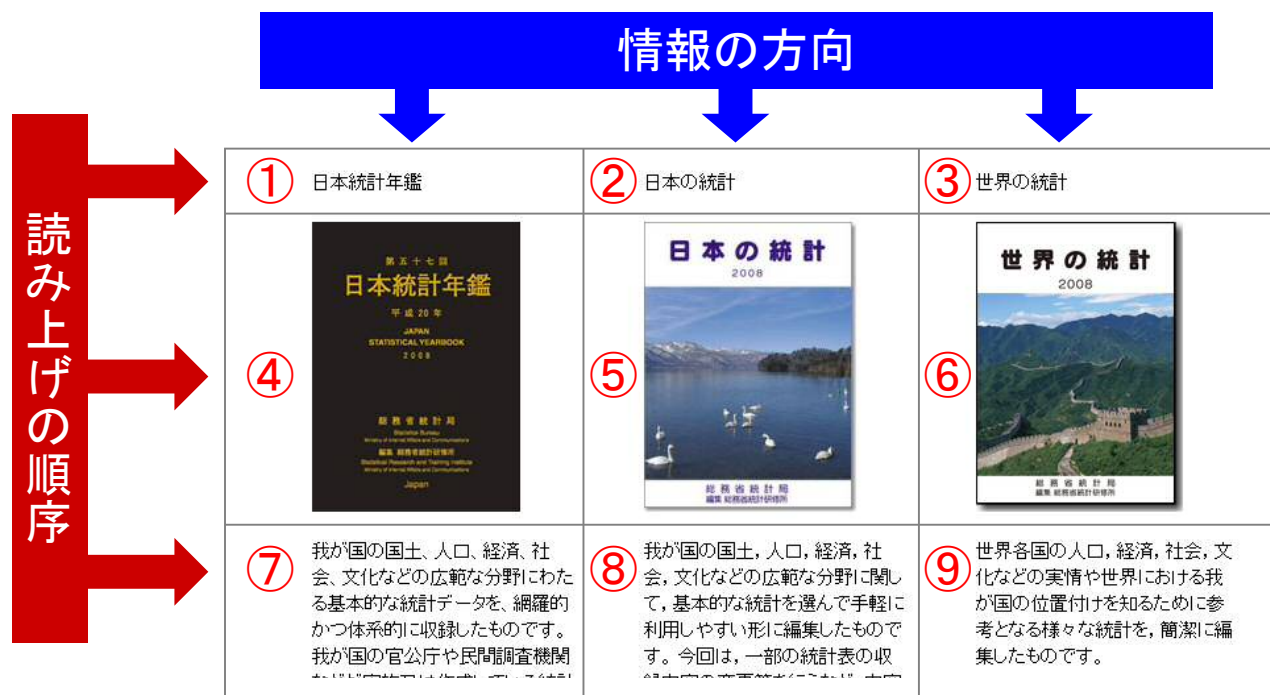 情報の方向
読み上げの順序
① 日本統計年鑑
② 日本の統計
③ 世界の統計
④
第五十七回
日本統計年鑑
平成20年
JAPAN
STATISTICAL YEARBOOK
2008
総務省統計局
Statistics Bureau
Ministry of Internal Affairs and Communications
編集 総務省統計研修所
Statistical Research and Training Institute
Ministry of Internal Affairs and Communications
Japan
⑤
日本の統計
2008
総務省統計局
編集 総務省統計研修所
⑥
世界の統計
2008
総務省統計局
編集 総務省統計研修所
⑦
我が国の国土、人口、経済、社
会、文化などの広範な分野にわた
る基本的な統計データを、網羅的
かつ体系的に収録したものです。
我が国の官公庁や民間調査機関
⑧
我が国の国土，人口，経済，社
会，文化などの広範な分野に関し
て，基本的な統計を選んで手軽に
利用しやすい形に編集したもので
す。今回は，一部の統計表の収
⑨
世界各国の人口，経済，社会，文
化などの実情や世界における我
が国の位置付けを知るために参
考となる様々な統計を，簡潔に編
集したものです。